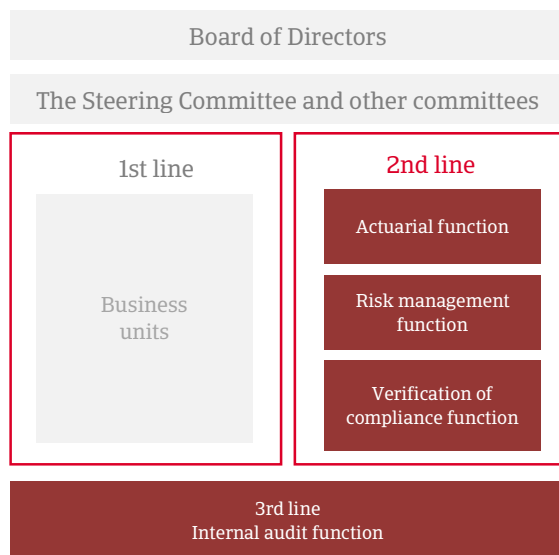 Board of Directors
The Steering Committee and other committees
1st line
Business
units
2nd line
Actuarial function
Risk management
function
Verification of
compliance function
3rd line
Internal audit function